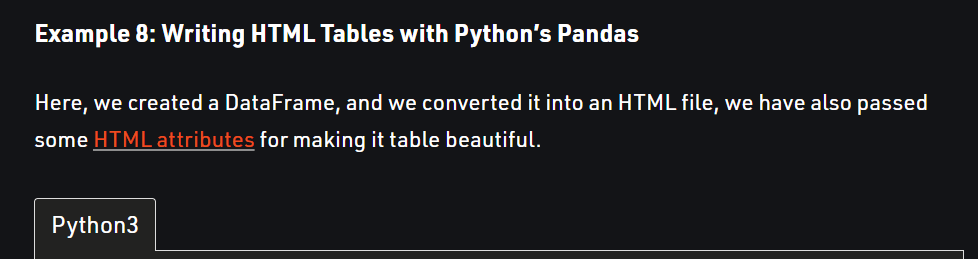 Example 8: Writing HTML Tables with Python’s Pandas
Here, we created a DataFrame, and we converted it into an HTML file, we have also passed
some HTML attributes for making it table beautiful.
Python3